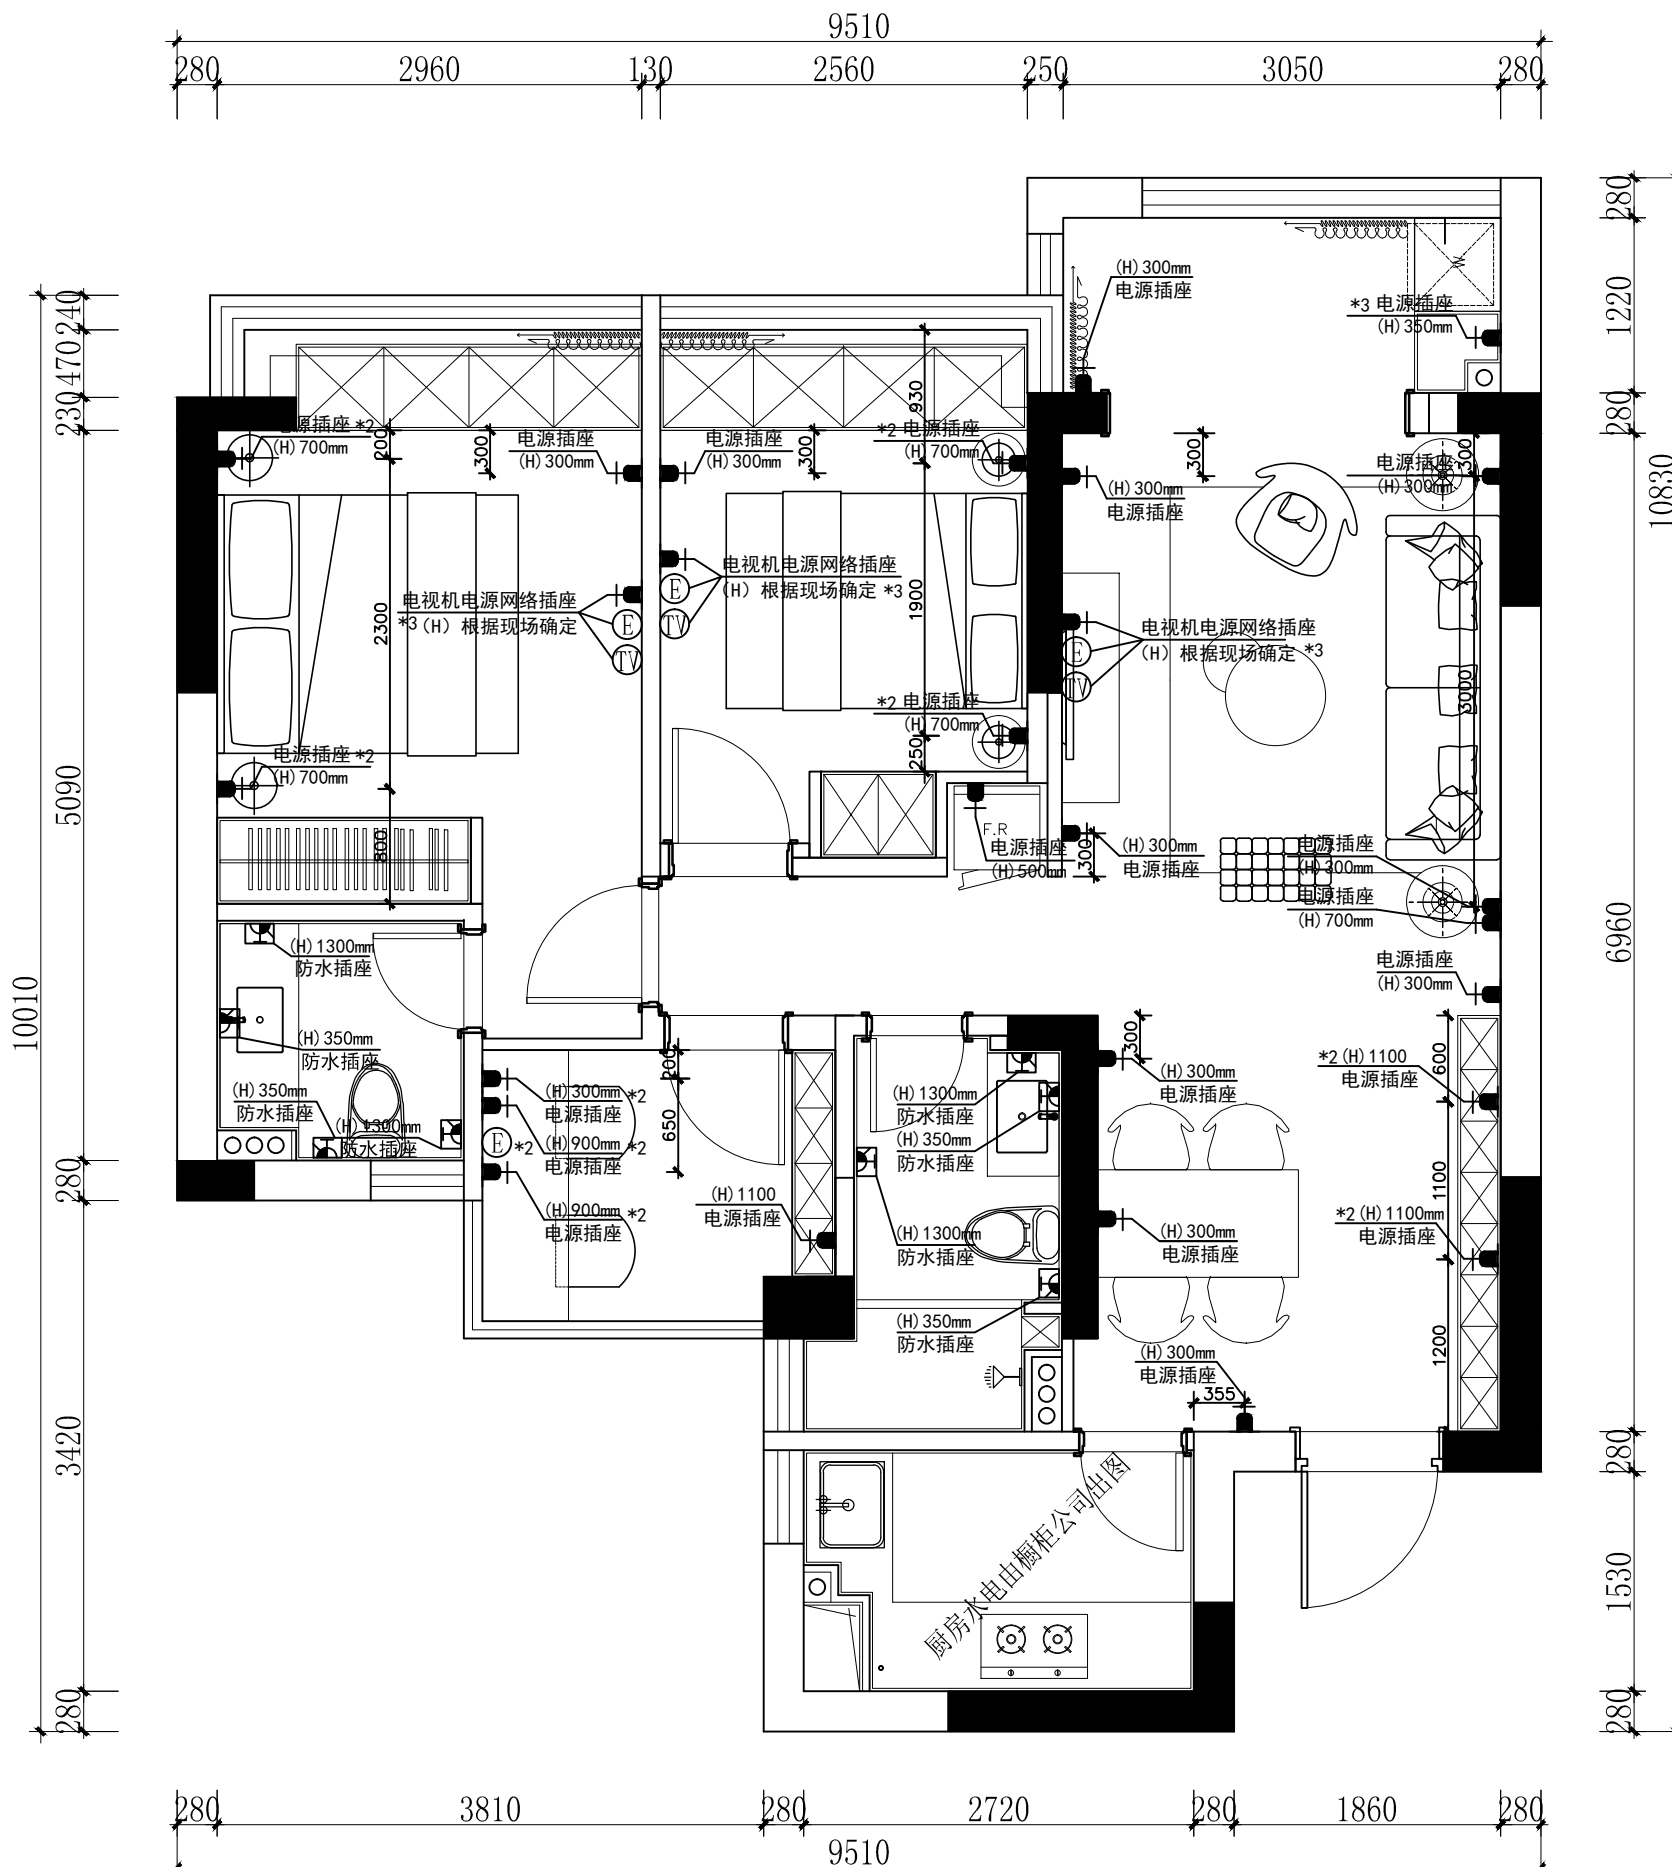 9510
280 2960 130 2560 250 3050 280
280
1220
280
10830
6960
280
1530
280
240
470
230
5090
10010
280
3420
280
(H)300mm
电源插座
W
*3 电源插座
(H)350mm
电源插座 *2
(H)700mm
200
300
电源插座
(H)300mm
电源插座
(H)300mm
300
930
*2 电源插座
(H)700mm
(H)300mm
电源插座
300
电源插座
(H)300mm
300
电视机电源网络插座
*3 (H) 根据现场确定
E
TV
2300
电视机电源网络插座
(H) 根据现场确定 *3
E
TV
1900
电视机电源网络插座
(H) 根据现场确定 *3
E
TV
3000
*2 电源插座
(H)700mm
250
电源插座 *2
(H)700mm
800
F.R
电源插座
(H)500mm
300
(H)300mm
电源插座
电源插座
(H)300mm
电源插座
(H)700mm
电源插座
(H)300mm
(H)1300mm
防水插座
(H)350mm
防水插座
(H)350mm
防水插座
(H)1300mm
防水插座
200
650
(H)300mm *2
电源插座
(H)900mm *2
电源插座
E *2
(H)900mm *2
电源插座
(H)1100
电源插座
(H)1300mm
防水插座
(H)350mm
防水插座
(H)1300mm
防水插座
(H)350mm
防水插座
300
(H)300mm
电源插座
(H)300mm
电源插座
(H)300mm
电源插座
355
600
*2 (H)1100
电源插座
1100
*2 (H)1100mm
电源插座
1200
厨房水电由橱柜公司出图
280 3810 280 2720 280 1860 280
9510